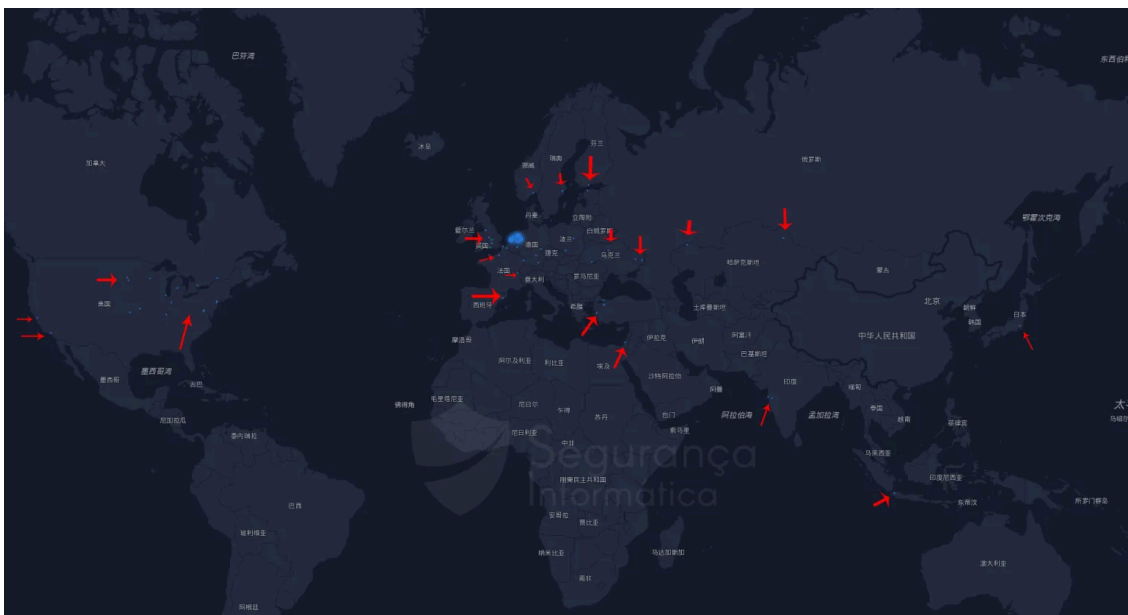 巴芬湾
东西伯
冰岛
芬兰
瑞典
挪威
加拿大
俄罗斯
鄂霍次克海
丹麦
立陶宛
爱尔兰
白俄罗斯
英国
德国
波兰
捷克
乌克兰
哈萨克斯坦
蒙古
法国
意大利
罗马尼亚
美国
西班牙
希腊
土库曼斯坦
北京
朝鲜
日本
韩国
中华人民共和国
摩洛哥
伊拉克
伊朗
阿富汗
巴基斯坦
墨西哥湾
墨西哥
古巴
阿尔及利亚
利比亚
埃及
沙特阿拉伯
阿曼
印度
缅甸
佛得角
毛里塔尼亚
尼日尔
乍得
苏丹
也门
阿拉伯海
孟加拉湾
泰国
越南
菲律宾
太
尼加拉瓜
委内瑞拉
尼日利亚
中非
索马里
马来西亚
Segurança
Informatica
刚果民主共和国
印度尼西亚
东帝汶
所罗门群岛
巴西
安哥拉
赞比亚
玻利维亚
纳米比亚
马达加斯加
南非
澳大利亚
阿根廷